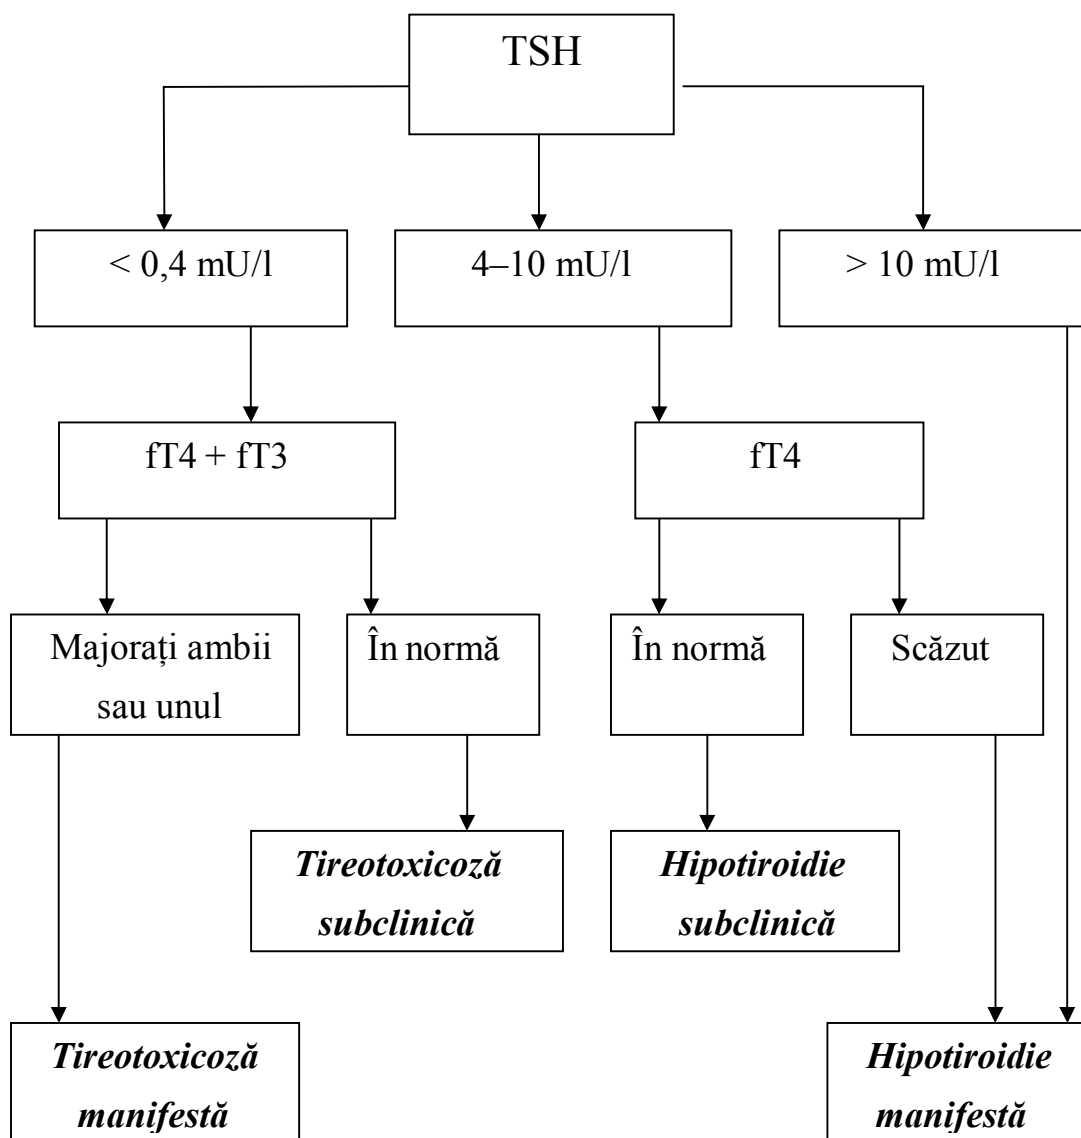 TSH
< 0,4 mU/l
4–10 mU/l
> 10 mU/l
fT4 + fT3
fT4
Majorați ambii
sau unul
În normă
În normă
Scăzut
Tireotoxicoză
subclinică
Hipotiroidie
subclinică
Tireotoxicoză
manifestă
Hipotiroidie
manifestă